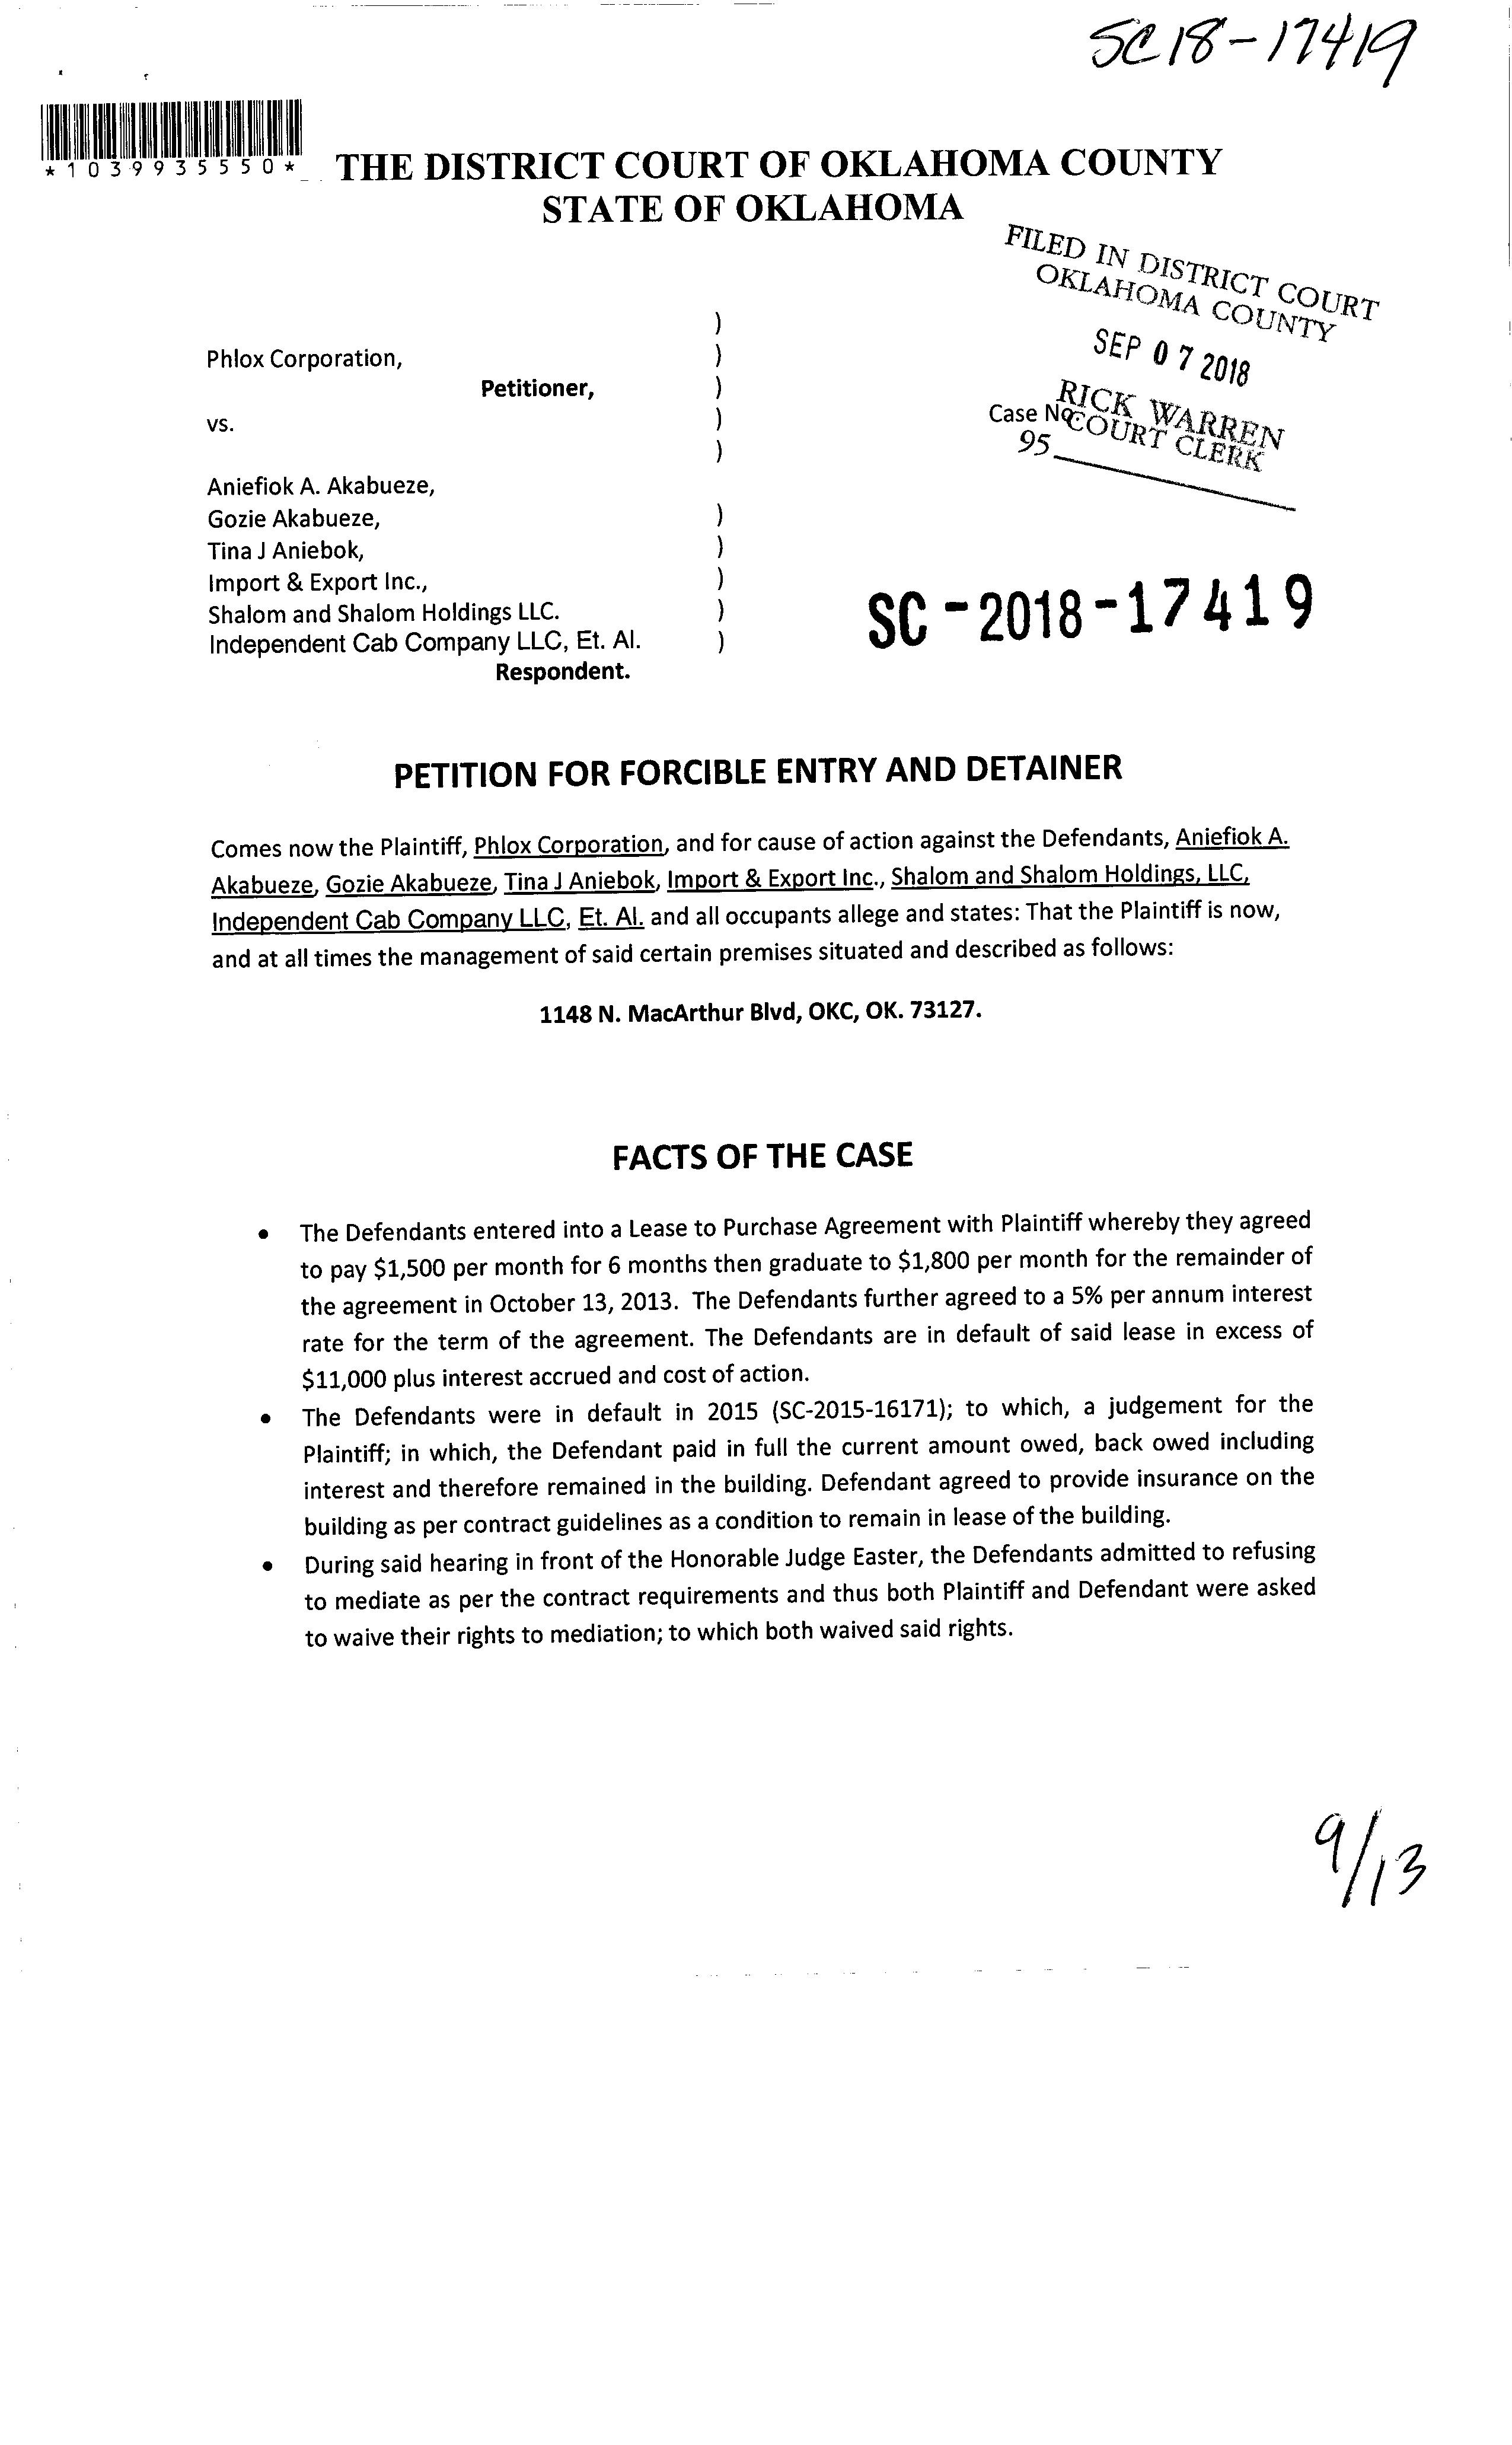 SC18-17419
*1039935550*
THE DISTRICT COURT OF OKLAHOMA COUNTY
STATE OF OKLAHOMA
FILED IN DISTRICT COURT
OKLAHOMA COUNTY
SEP 07 2018
RICK WARREN
COURT CLERK
95
Case No:
)
Phlox Corporation, )
Petitioner, )
vs. )
)
Aniefiok A. Akabueze,
Gozie Akabueze, )
Tina J Aniebok, )
Import & Export Inc., )
Shalom and Shalom Holdings LLC. )
Independent Cab Company LLC, Et. Al. )
Respondent.
SC-2018-17419
PETITION FOR FORCIBLE ENTRY AND DETAINER
Comes now the Plaintiff, Phlox Corporation, and for cause of action against the Defendants, Aniefiok A.
Akabueze, Gozie Akabueze, Tina J Aniebok, Import & Export Inc., Shalom and Shalom Holdings, LLC,
Independent Cab Company LLC, Et. Al. and all occupants allege and states: That the Plaintiff is now,
and at all times the management of said certain premises situated and described as follows:
1148 N. MacArthur Blvd, OKC, OK. 73127.
FACTS OF THE CASE
• The Defendants entered into a Lease to Purchase Agreement with Plaintiff whereby they agreed
to pay $1,500 per month for 6 months then graduate to $1,800 per month for the remainder of
the agreement in October 13, 2013. The Defendants further agreed to a 5% per annum interest
rate for the term of the agreement. The Defendants are in default of said lease in excess of
$11,000 plus interest accrued and cost of action.
• The Defendants were in default in 2015 (SC-2015-16171); to which, a judgement for the
Plaintiff; in which, the Defendant paid in full the current amount owed, back owed including
interest and therefore remained in the building. Defendant agreed to provide insurance on the
building as per contract guidelines as a condition to remain in lease of the building.
• During said hearing in front of the Honorable Judge Easter, the Defendants admitted to refusing
to mediate as per the contract requirements and thus both Plaintiff and Defendant were asked
to waive their rights to mediation; to which both waived said rights.
9/13